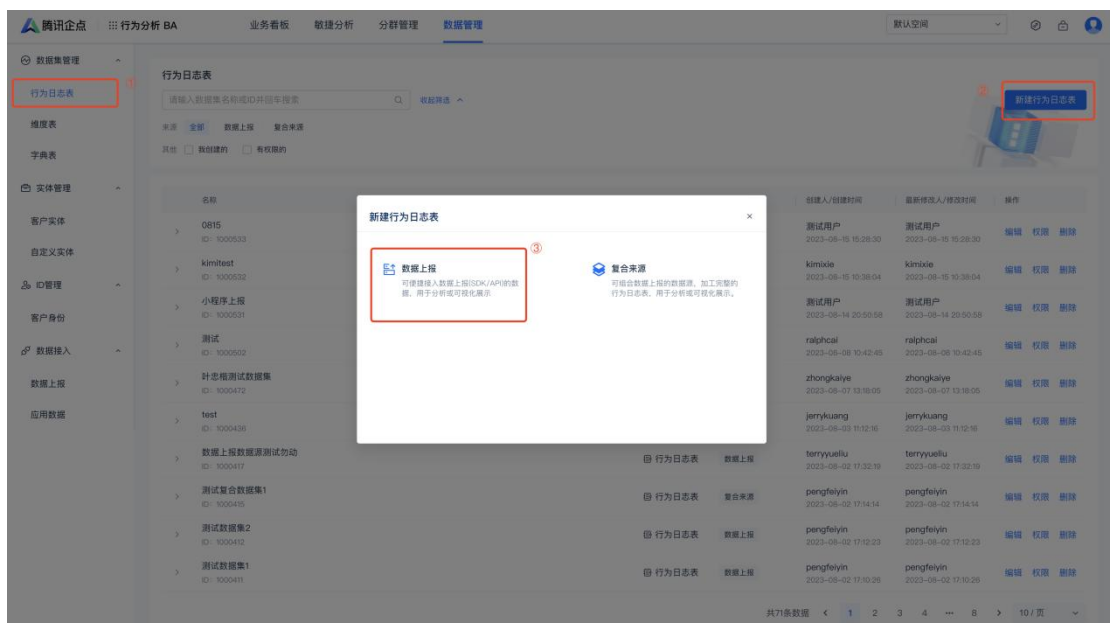 腾讯企点 行为分析 BA 业务看板 敏捷分析 分群管理 数据管理 默认空间
数据集管理
行为日志表 ①
维度表
字典表
实体管理
客户实体
自定义实体
ID管理
客户身份
数据接入
数据上报
应用数据
行为日志表
请输入数据集名称或ID并回车搜索 收起筛选
② 新建行为日志表
来源 全部 数据上报 复合来源
其他 我创建的 有权限的
名称 创建人/创建时间 最新修改人/修改时间 操作
新建行为日志表 ×
③
数据上报
可便捷接入数据上报(SDK/API)的数
据，用于分析或可视化展示
复合来源
可组合数据上报的数据源，加工完整的
行为日志表，用于分析或可视化展示。
0815 测试用户 测试用户 编辑 权限 删除
ID: 1000533 2023-08-15 15:28:30 2023-08-15 15:28:30
kimitest kimixie kimixie 编辑 权限 删除
ID: 1000532 2023-08-15 10:38:04 2023-08-15 10:38:04
小程序上报 测试用户 测试用户 编辑 权限 删除
ID: 1000531 2023-08-14 20:50:58 2023-08-14 20:50:58
测试 ralphcai ralphcai 编辑 权限 删除
ID: 1000502 2023-08-08 10:42:45 2023-08-08 10:42:45
叶志楷测试数据集 zhongkaiye zhongkaiye 编辑 权限 删除
ID: 1000472 2023-08-07 13:18:05 2023-08-07 13:18:05
test jerrykuang jerrykuang 编辑 权限 删除
ID: 1000436 2023-08-03 11:12:16 2023-08-03 11:12:16
数据上报数据源测试勿动 行为日志表 数据上报 terryyueliu terryyueliu 编辑 权限 删除
ID: 1000417 2023-08-02 17:32:19 2023-08-02 17:32:19
测试复合数据集1 行为日志表 复合来源 pengfeiyin pengfeiyin 编辑 权限 删除
ID: 1000415 2023-08-02 17:14:14 2023-08-02 17:14:14
测试数据集2 行为日志表 数据上报 pengfeiyin pengfeiyin 编辑 权限 删除
ID: 1000412 2023-08-02 17:12:23 2023-08-02 17:12:23
测试数据集1 行为日志表 数据上报 pengfeiyin pengfeiyin 编辑 权限 删除
ID: 1000411 2023-08-02 17:10:26 2023-08-02 17:10:26
共71条数据 < 1 2 3 4 ··· 8 > 10 / 页